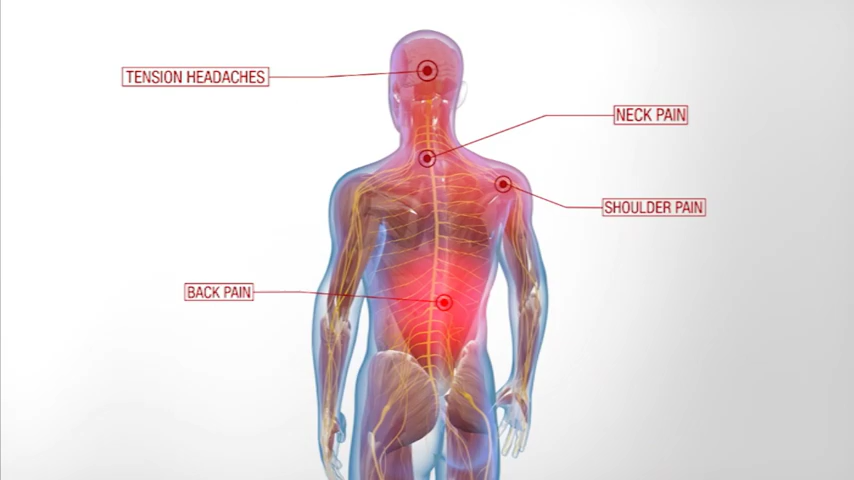 TENSION HEADACHES
NECK PAIN
SHOULDER PAIN
BACK PAIN